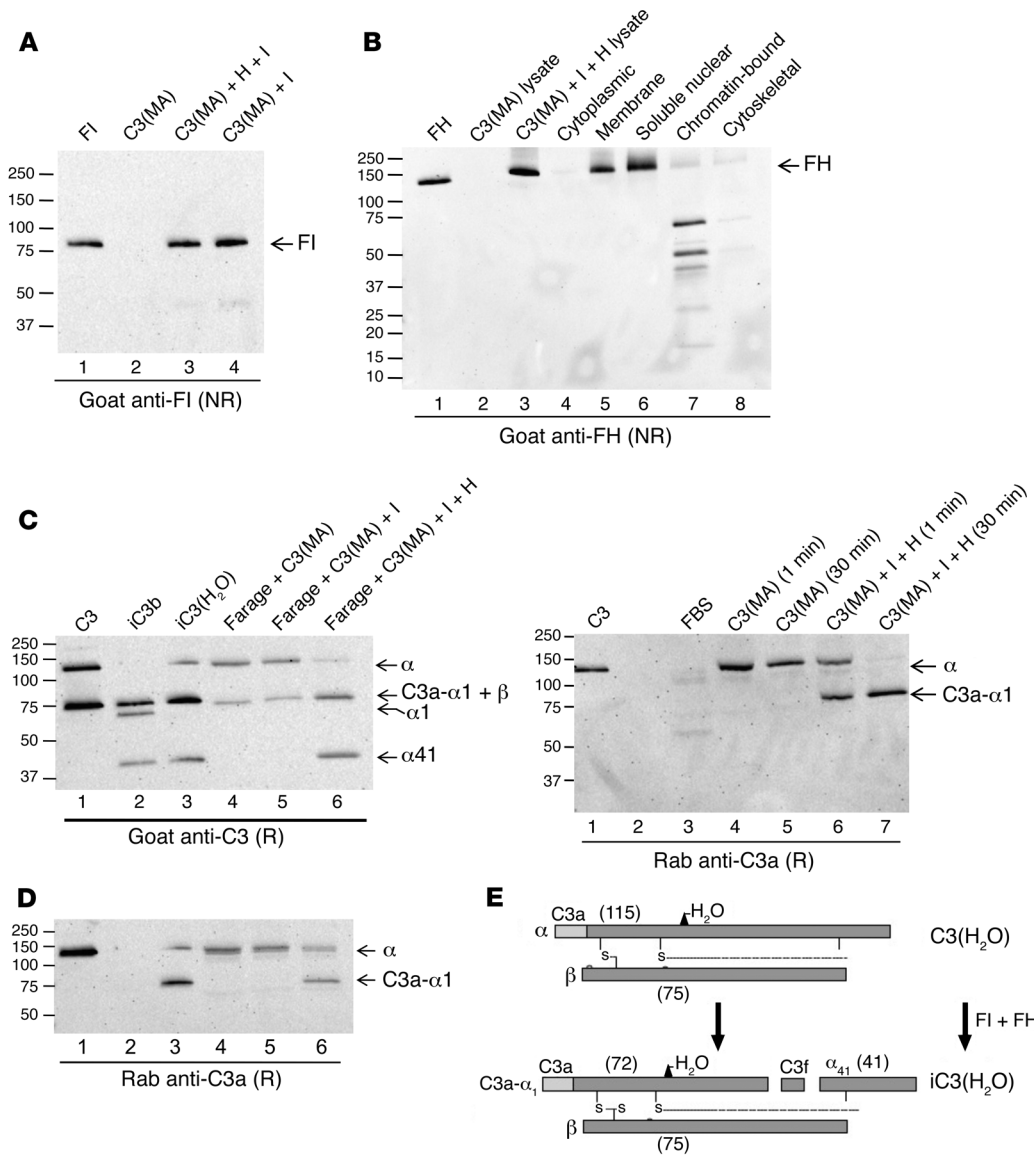 A
FI
C3(MA)
C3(MA) + H + I
C3(MA) + I
250
150
100
75
50
37
FI
1 2 3 4
Goat anti-FI (NR)
B
FH
C3(MA) lysate
C3(MA) + I + H lysate
Cytoplasmic
Membrane
Soluble nuclear
Chromatin-bound
Cytoskeletal
250
150
100
75
50
37
25
20
15
10
FH
1 2 3 4 5 6 7 8
Goat anti-FH (NR)
C
C3
iC3b
iC3(H₂O)
Farage + C3(MA)
Farage + C3(MA) + I
Farage + C3(MA) + I + H
250
150
100
75
50
37
α
C3a-α1 + β
α1
α41
1 2 3 4 5 6
Goat anti-C3 (R)
C3
FBS
C3(MA) (1 min)
C3(MA) (30 min)
C3(MA) + I + H (1 min)
C3(MA) + I + H (30 min)
250
150
100
75
50
37
α
C3a-α1
1 2 3 4 5 6 7
Rab anti-C3a (R)
D
250
150
100
75
50
α
C3a-α1
1 2 3 4 5 6
Rab anti-C3a (R)
E
C3a (115) H₂O
α
C3(H₂O)
S S
β
(75)
FI + FH
C3a (72) H₂O C3f α₄₁ (41)
C3a-α₁
iC3(H₂O)
S S S
β
(75)